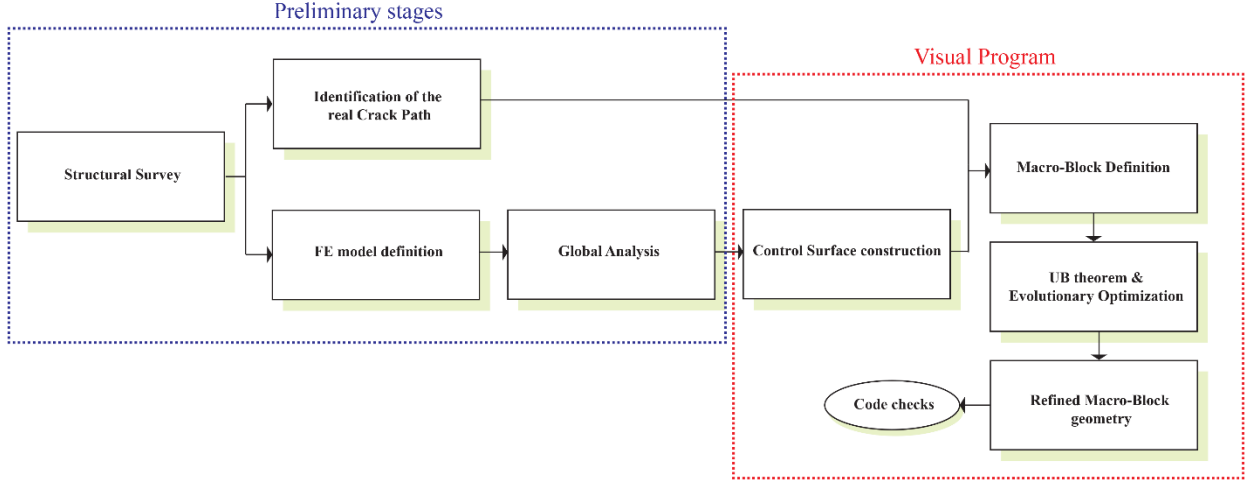 Preliminary stages
Visual Program
Identification of the
real Crack Path
Structural Survey
Macro-Block Definition
FE model definition
Global Analysis
Control Surface construction
UB theorem &
Evolutionary Optimization
Refined Macro-Block
geometry
Code checks